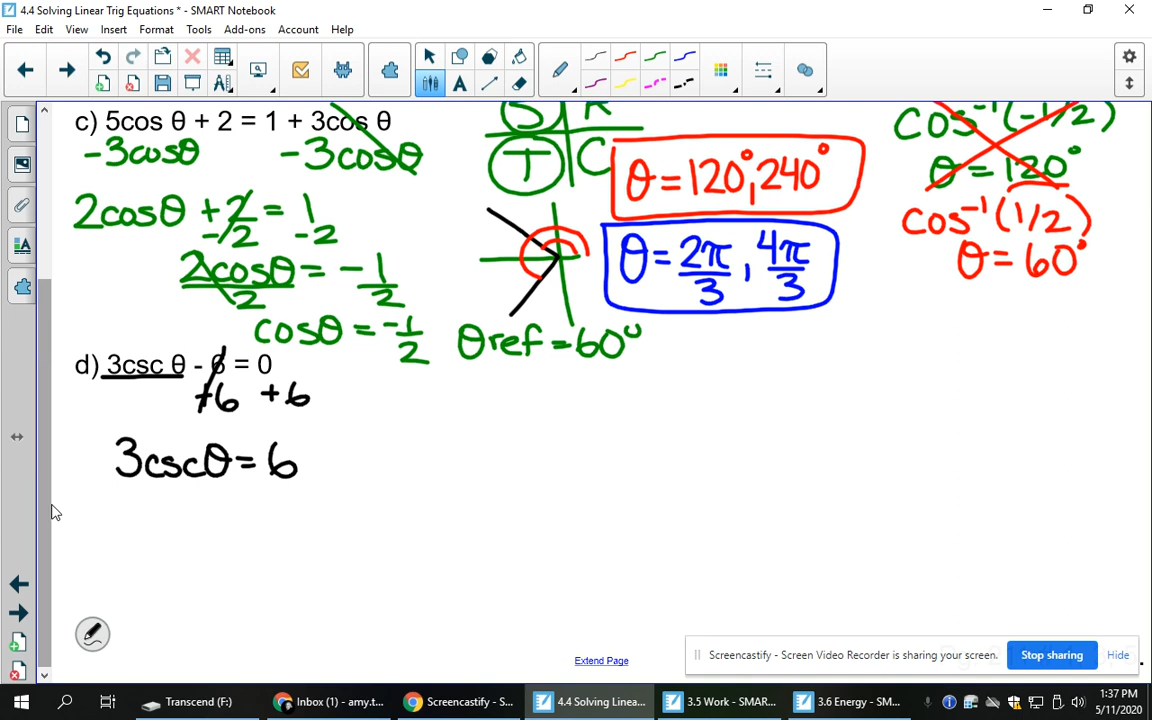 4.4 Solving Linear Trig Equations * - SMART Notebook
File Edit View Insert Format Tools Add-ons Account Help
c) 5cos θ + 2 = 1 + 3cos θ
-3cosθ -3cosθ
2cosθ + 2 = 1
-2 -2
2cosθ = -1
2 2
cosθ = -1/2
T C
θ = 120°, 240°
θ = 2π/3, 4π/3
θref = 60°
cos⁻¹(-1/2)
θ = 120°
cos⁻¹(1/2)
θ = 60°
d) 3csc θ - 6 = 0
+6 +6
3cscθ = 6
Extend Page
Screencastify - Screen Video Recorder is sharing your screen.
Stop sharing
Hide
Transcend (F:)
Inbox (1) - amy.t...
Screencastify - S...
4.4 Solving Linea...
3.5 Work - SMAR...
3.6 Energy - SM...
1:37 PM
5/11/2020